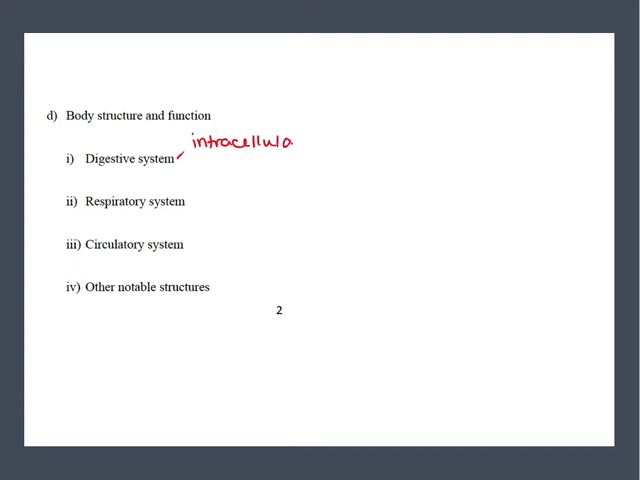 d) Body structure and function
intracellula
i) Digestive system
ii) Respiratory system
iii) Circulatory system
iv) Other notable structures
2